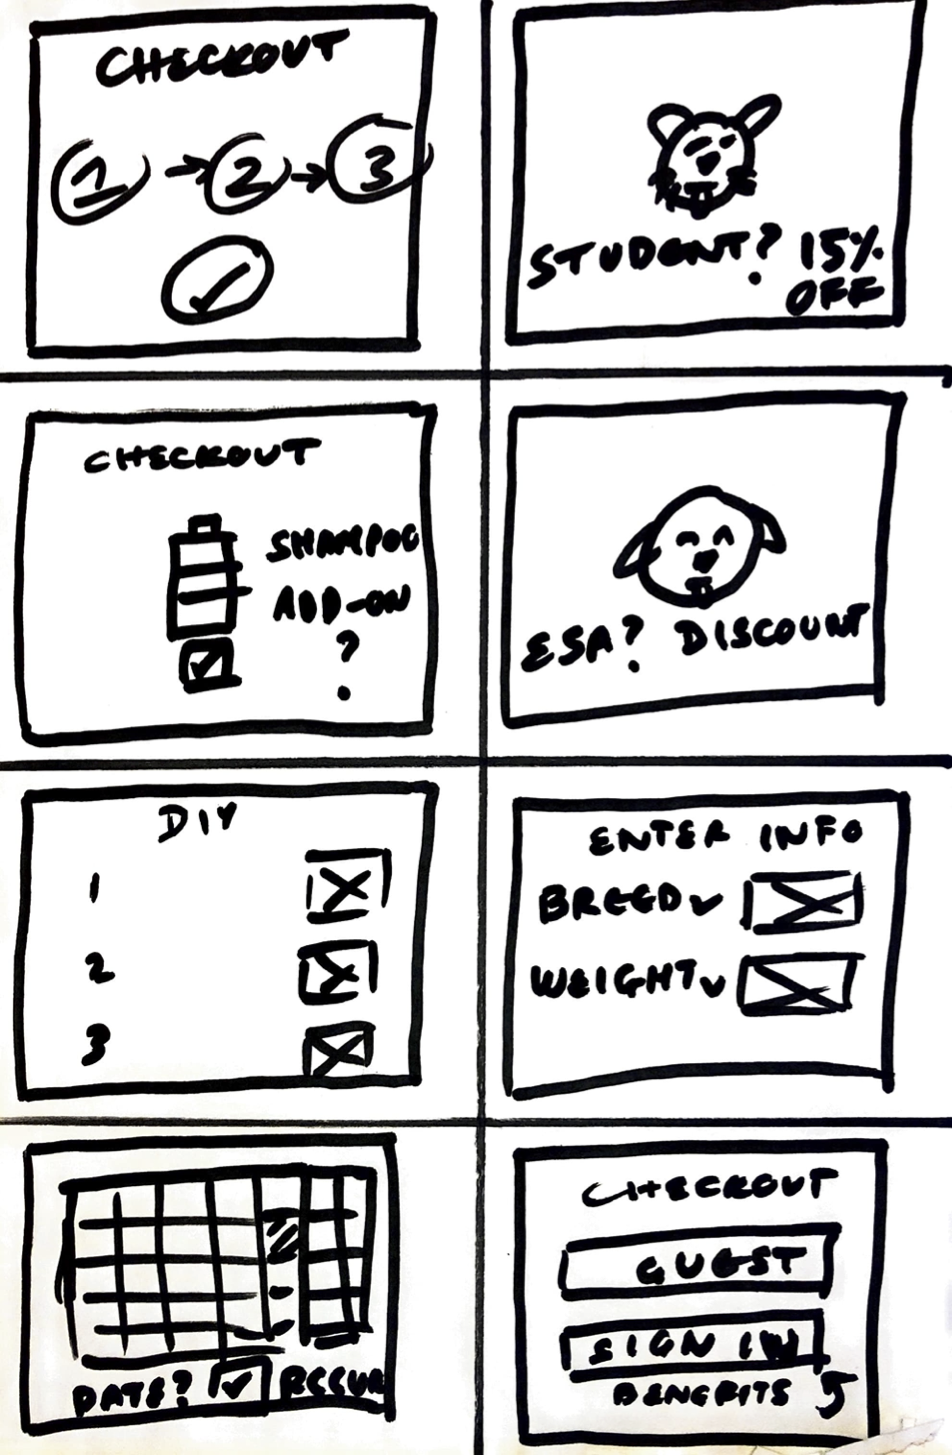 CHECKOUT
1 → 2 → 3
STUDENT? 15%
OFF
CHECKOUT
SHAMPOO
ADD-ON
?
ESA? DISCOUNT
DIY
1
2
3
ENTER INFO
BREED
WEIGHT
DATE? RECUR
CHECKOUT
GUEST
SIGN IN
BENEFITS